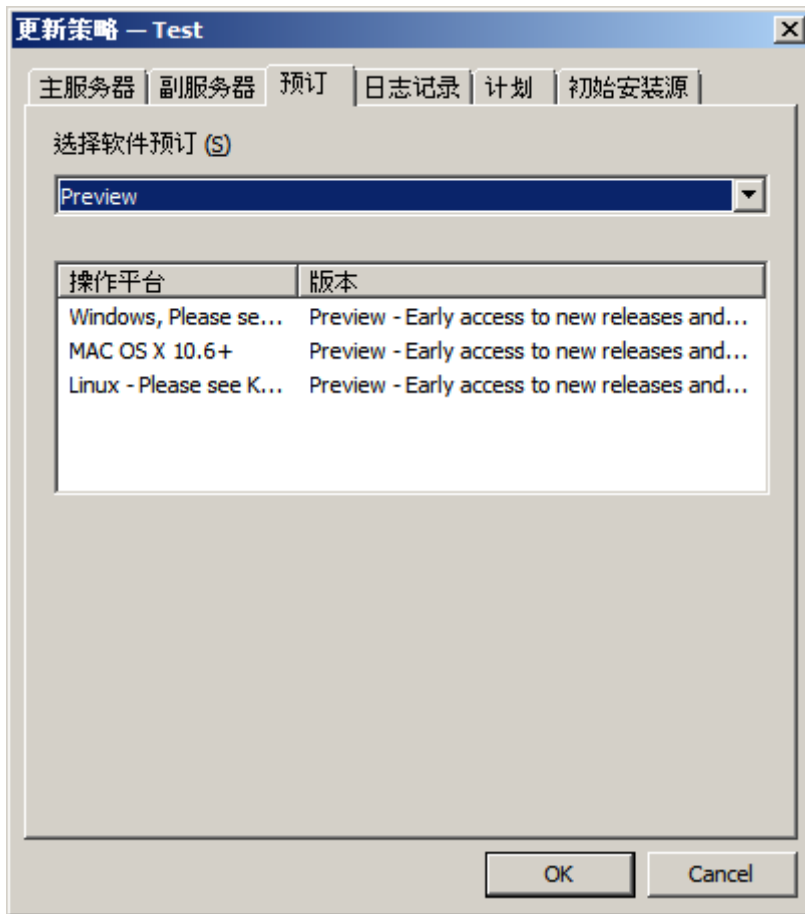 更新策略 — Test
主服务器 副服务器 预订 日志记录 计划 初始安装源
选择软件预订 (S)
Preview
操作平台 版本
Windows, Please se... Preview - Early access to new releases and...
MAC OS X 10.6+ Preview - Early access to new releases and...
Linux - Please see K... Preview - Early access to new releases and...
OK Cancel